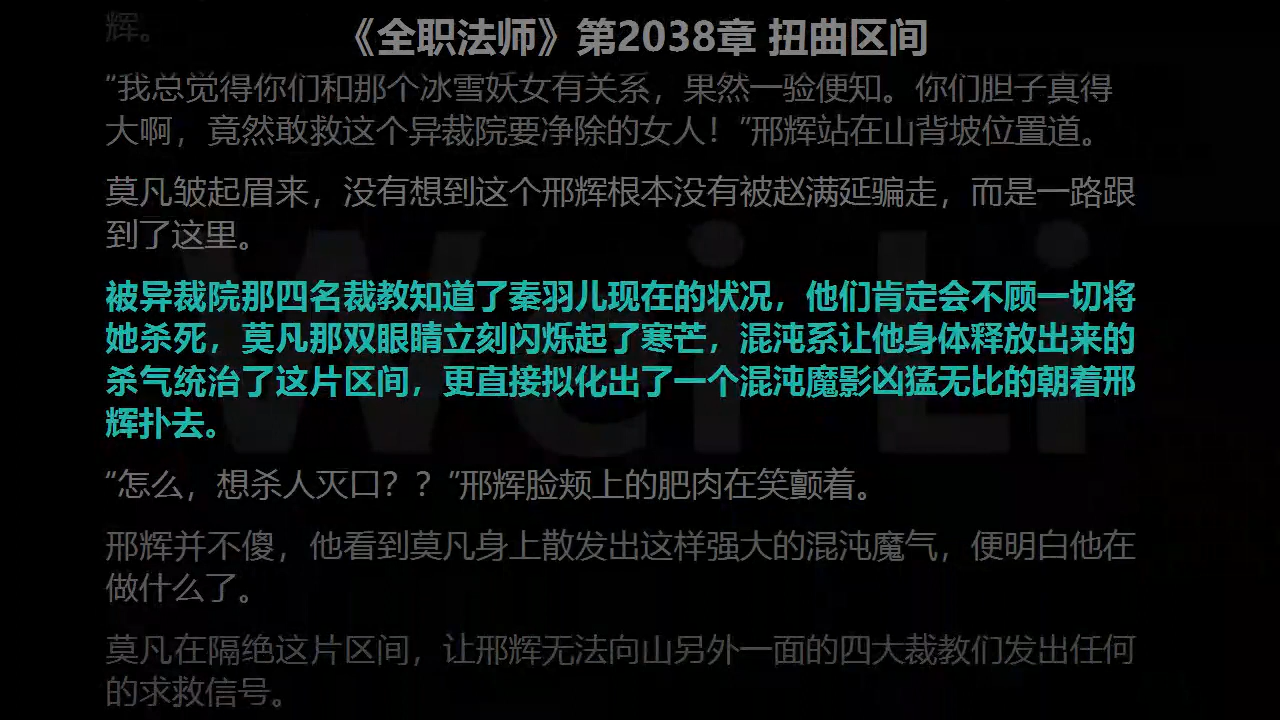 辉。
《全职法师》第2038章 扭曲区间
“我总觉得你们和那个冰雪妖女有关系，果然一验便知。你们胆子真得
大啊，竟然敢救这个异裁院要净除的女人！”邢辉站在山背坡位置道。
莫凡皱起眉来，没有想到这个邢辉根本没有被赵满延骗走，而是一路跟
到了这里。
被异裁院那四名裁教知道了秦羽儿现在的状况，他们肯定会不顾一切将
她杀死，莫凡那双眼睛立刻闪烁起了寒芒，混沌系让他身体释放出来的
杀气统治了这片区间，更直接拟化出了一个混沌魔影凶猛无比的朝着邢
辉扑去。
“怎么，想杀人灭口？？”邢辉脸颊上的肥肉在笑颤着。
邢辉并不傻，他看到莫凡身上散发出这样强大的混沌魔气，便明白他在
做什么了。
莫凡在隔绝这片区间，让邢辉无法向山另外一面的四大裁教们发出任何
的求救信号。
Wei Li